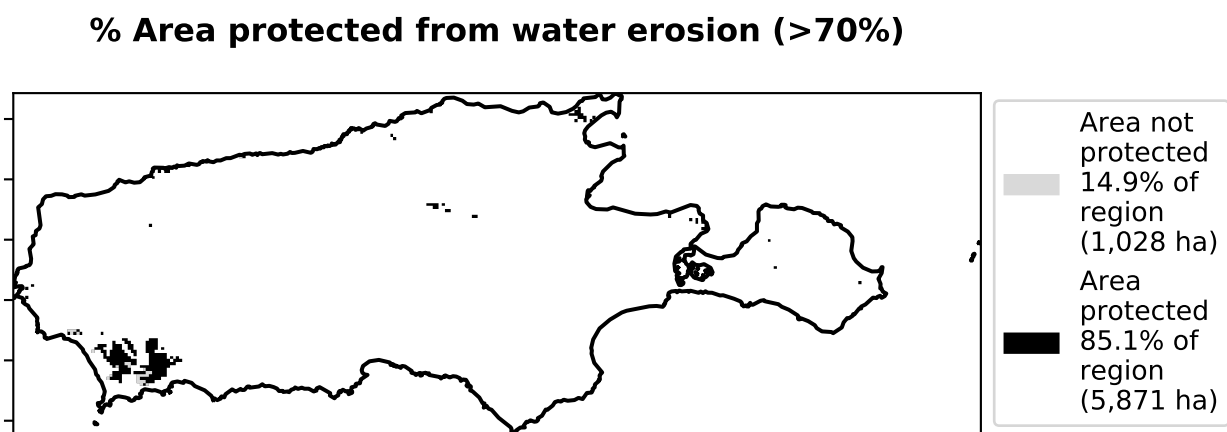 % Area protected from water erosion (>70%)
Area not
protected
14.9% of
region
(1,028 ha)
Area
protected
85.1% of
region
(5,871 ha)